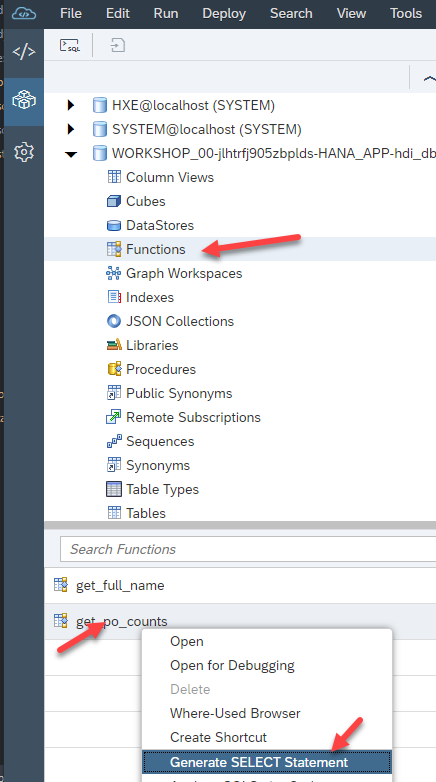 File Edit Run Deploy Search View Tools
SQL
HXE@localhost (SYSTEM)
SYSTEM@localhost (SYSTEM)
WORKSHOP_00-jlhtrfj905zbplds-HANA_APP-hdi_db
Column Views
Cubes
DataStores
Functions
Graph Workspaces
Indexes
JSON Collections
Libraries
Procedures
Public Synonyms
Remote Subscriptions
Sequences
Synonyms
Table Types
Tables
Search Functions
get_full_name
get_po_counts
Open
Open for Debugging
Delete
Where-Used Browser
Create Shortcut
Generate SELECT Statement